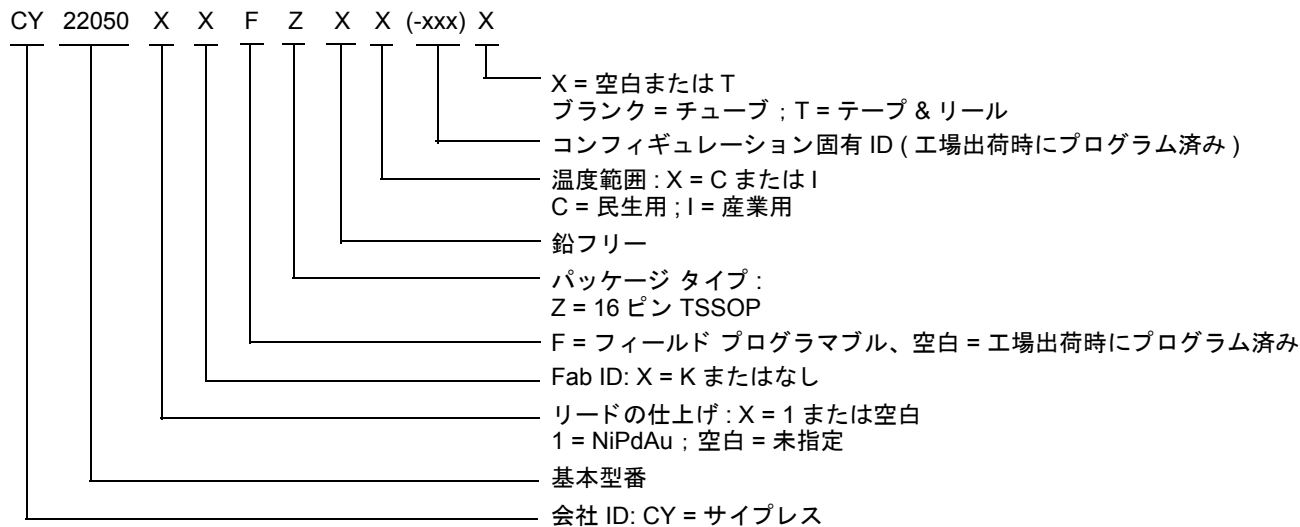 CY 22050 X X F Z X X (-xxx) X
X = 空白または T
ブランク = チューブ ; T = テープ & リール
コンフィギュレーション固有 ID ( 工場出荷時にプログラム済み )
温度範囲 : X = C または I
C = 民生用 ; I = 産業用
鉛フリー
パッケージ タイプ :
Z = 16 ピン TSSOP
F = フィールド プログラマブル、空白 = 工場出荷時にプログラム済み
Fab ID: X = K またはなし
リードの仕上げ : X = 1 または空白
1 = NiPdAu ; 空白 = 未指定
基本型番
会社 ID: CY = サイプレス